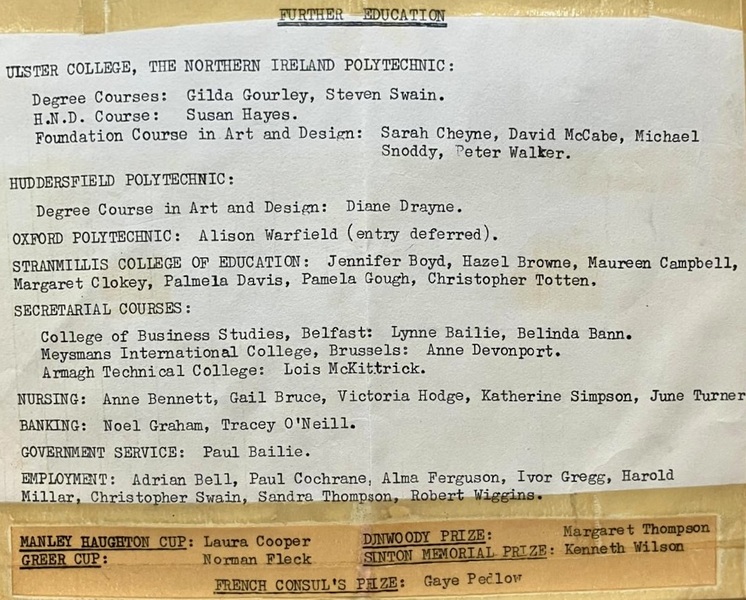 FURTHER EDUCATION
ULSTER COLLEGE, THE NORTHERN IRELAND POLYTECHNIC:
Degree Courses: Gilda Gourley, Steven Swain.
H.N.D. Course: Susan Hayes.
Foundation Course in Art and Design: Sarah Cheyne, David McCabe, Michael
Snoddy, Peter Walker.
HUDDERSFIELD POLYTECHNIC:
Degree Course in Art and Design: Diane Drayne.
OXFORD POLYTECHNIC: Alison Warfield (entry deferred).
STRANMILLIS COLLEGE OF EDUCATION: Jennifer Boyd, Hazel Browne, Maureen Campbell,
Margaret Clokey, Palmela Davis, Pamela Gough, Christopher Totten.
SECRETARIAL COURSES:
College of Business Studies, Belfast: Lynne Bailie, Belinda Bann.
Meysmans International College, Brussels: Anne Devonport.
Armagh Technical College: Lois McKittrick.
NURSING: Anne Bennett, Gail Bruce, Victoria Hodge, Katherine Simpson, June Turner
BANKING: Noel Graham, Tracey O'Neill.
GOVERNMENT SERVICE: Paul Bailie.
EMPLOYMENT: Adrian Bell, Paul Cochrane, Alma Ferguson, Ivor Gregg, Harold
Millar, Christopher Swain, Sandra Thompson, Robert Wiggins.
MANLEY HAUGHTON CUP: Laura Cooper DUNWOODY PRIZE: Margaret Thompson
GREER CUP: Norman Fleck SINTON MEMORIAL PRIZE: Kenneth Wilson
FRENCH CONSUL'S PRIZE: Gaye Pedlow